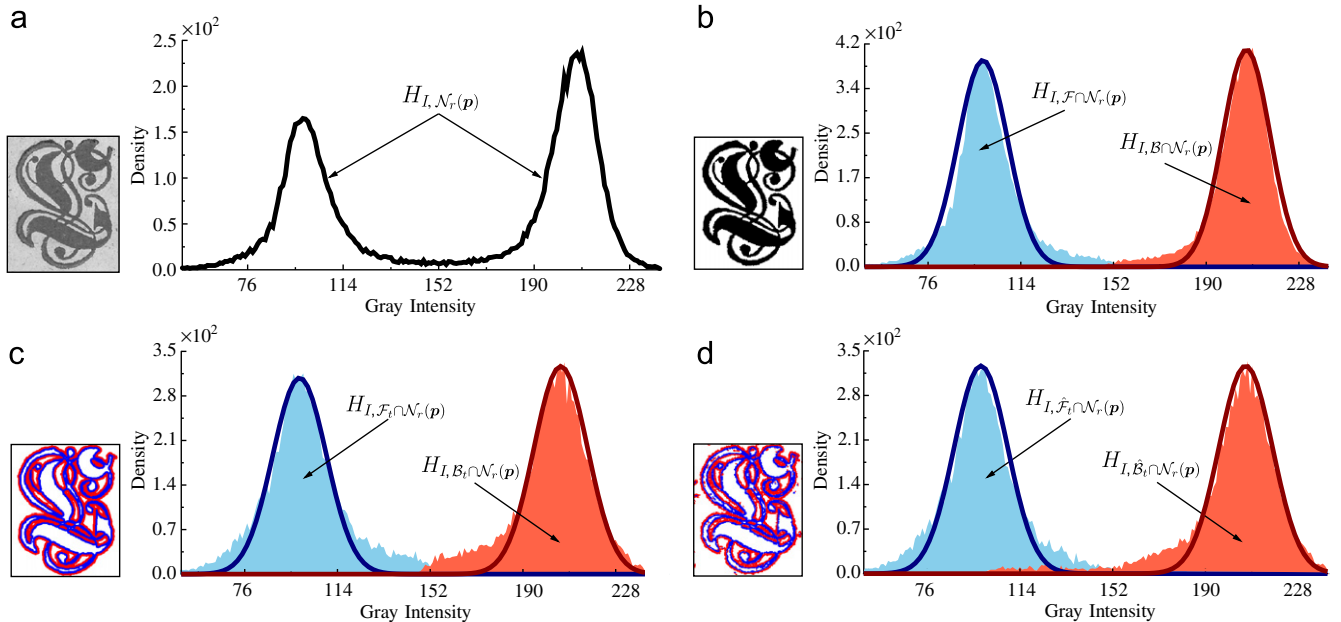 a
×10²
2.5
2.0
1.5
1.0
0.5
0.0
Density
H_{I, 𝒩_r(p)}
76 114 152 190 228
Gray Intensity
b
×10²
4.2
3.4
2.5
1.7
0.8
0.0
Density
H_{I, ℱ∩𝒩_r(p)}
H_{I, ℬ∩𝒩_r(p)}
76 114 152 190 228
Gray Intensity
c
×10²
3.5
2.8
2.1
1.4
0.7
0.0
Density
H_{I, ℱ_t∩𝒩_r(p)}
H_{I, ℬ_t∩𝒩_r(p)}
76 114 152 190 228
Gray Intensity
d
×10²
3.5
2.8
2.1
1.4
0.7
0.0
Density
H_{I, ℱ̂_t∩𝒩_r(p)}
H_{I, ℬ̂_t∩𝒩_r(p)}
76 114 152 190 228
Gray Intensity